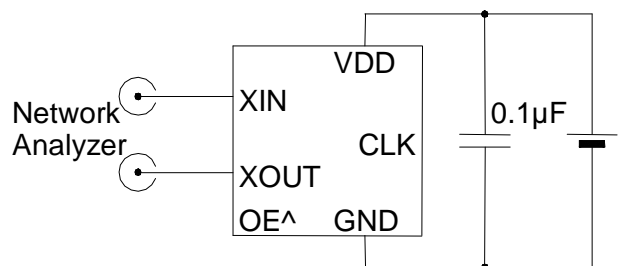 VDD
Network
Analyzer
XIN
0.1µF
CLK
XOUT
OE^ GND